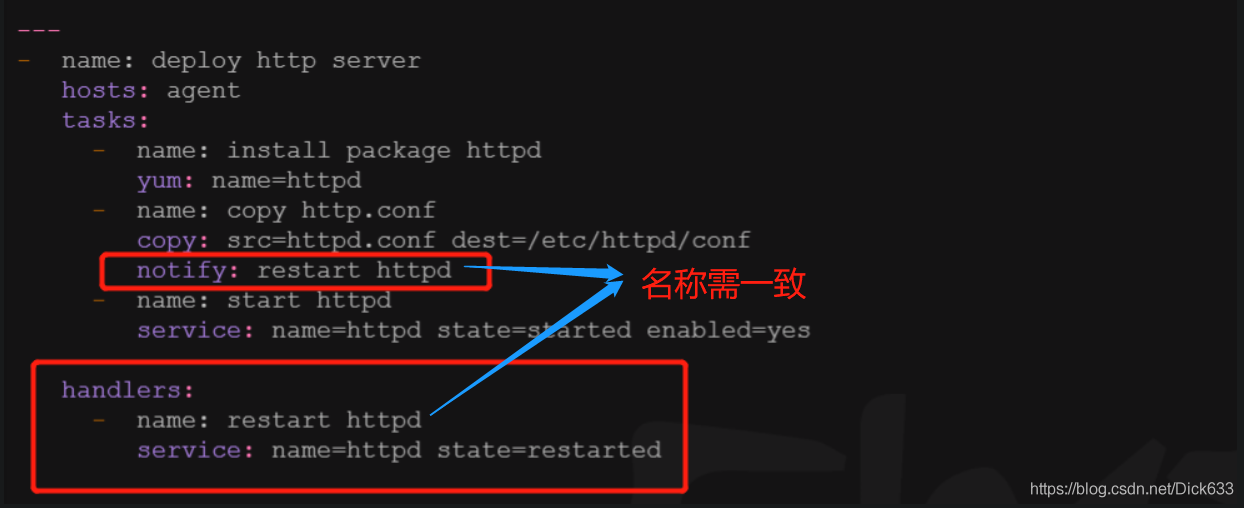 ---
- name: deploy http server
hosts: agent
tasks:
- name: install package httpd
yum: name=httpd
- name: copy http.conf
copy: src=httpd.conf dest=/etc/httpd/conf
notify: restart httpd
名称需一致
- name: start httpd
service: name=httpd state=started enabled=yes
handlers:
- name: restart httpd
service: name=httpd state=restarted
https://blog.csdn.net/Dick633